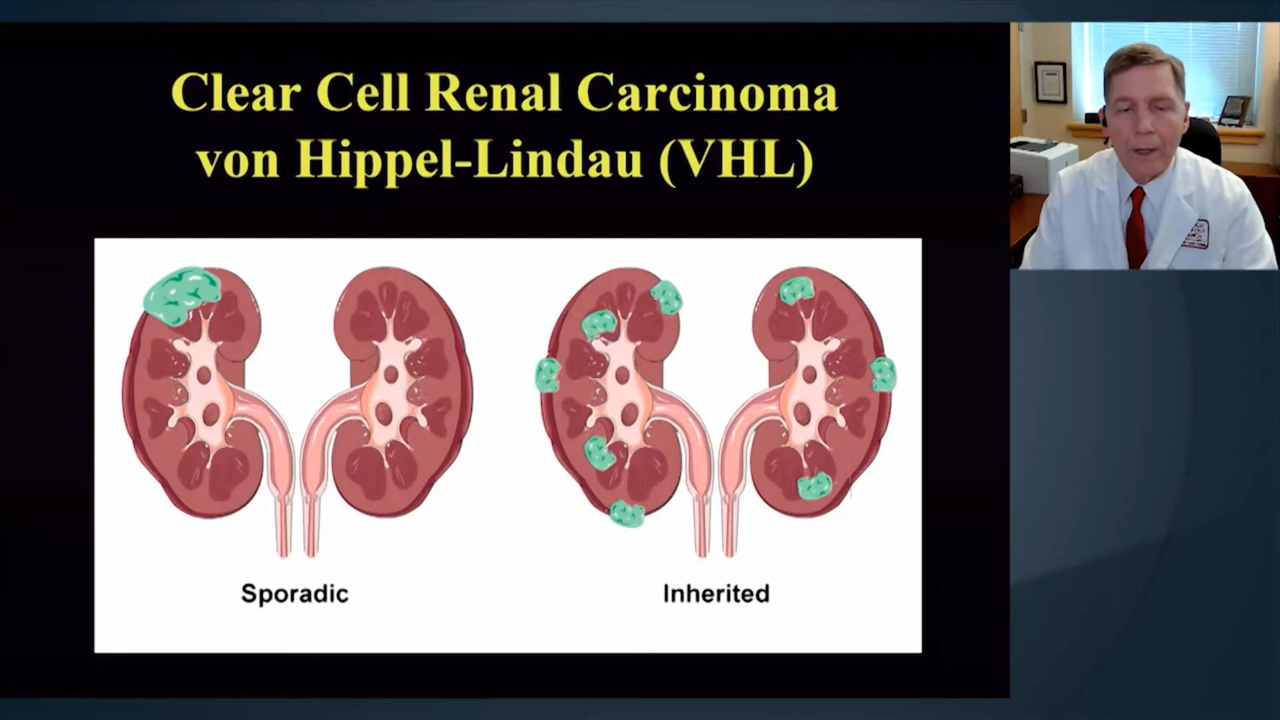 Clear Cell Renal Carcinoma
von Hippel-Lindau (VHL)
Sporadic
Inherited